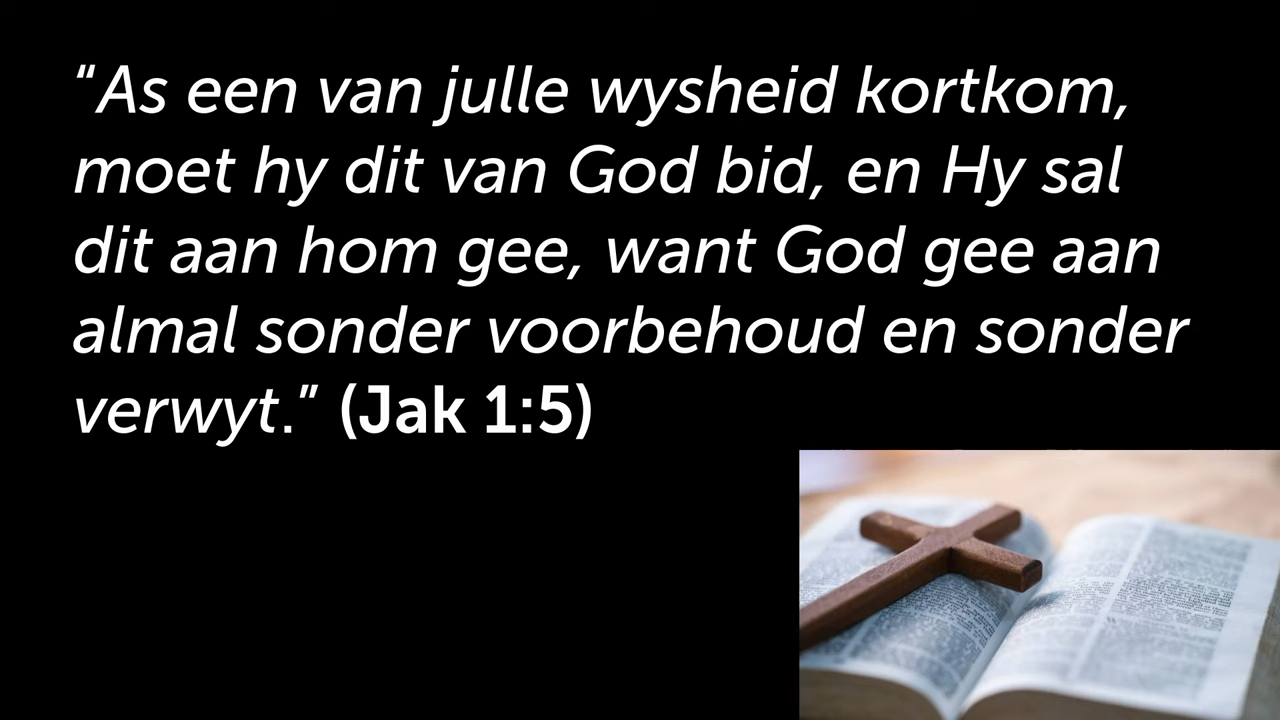 “As een van julle wysheid kortkom,
moet hy dit van God bid, en Hy sal
dit aan hom gee, want God gee aan
almal sonder voorbehoud en sonder
verwyt.” (Jak 1:5)